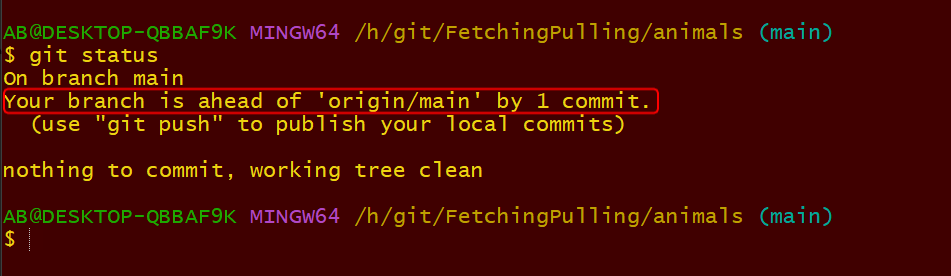 AB@DESKTOP-QBBAF9K MINGW64 /h/git/FetchingPulling/animals (main)
$ git status
On branch main
Your branch is ahead of 'origin/main' by 1 commit.
  (use "git push" to publish your local commits)
nothing to commit, working tree clean
AB@DESKTOP-QBBAF9K MINGW64 /h/git/FetchingPulling/animals (main)
$